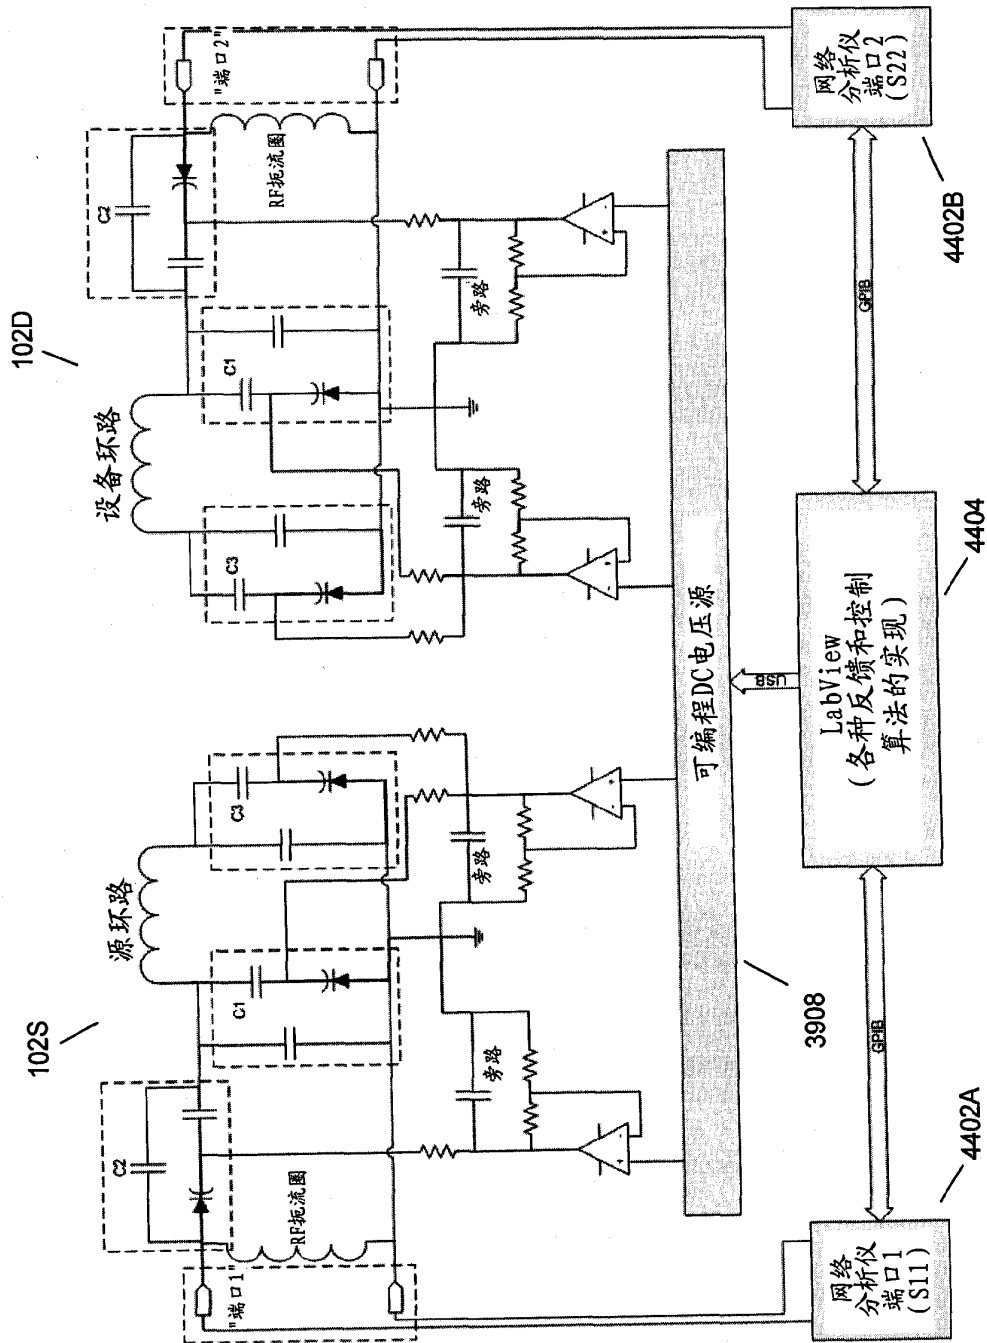 102S
102D
源环路
设备环路
C2
C2
"端口1"
"端口2"
C1
C3
C3
C1
RF扼流圈
RF扼流圈
旁路
旁路
旁路
旁路
可编程DC电压源
3908
USB
网络
分析仪
端口1
(S11)
GPIB
LabView
(各种反馈和控制
算法的实现)
GPIB
网络
分析仪
端口2
(S22)
4402A
4404
4402B